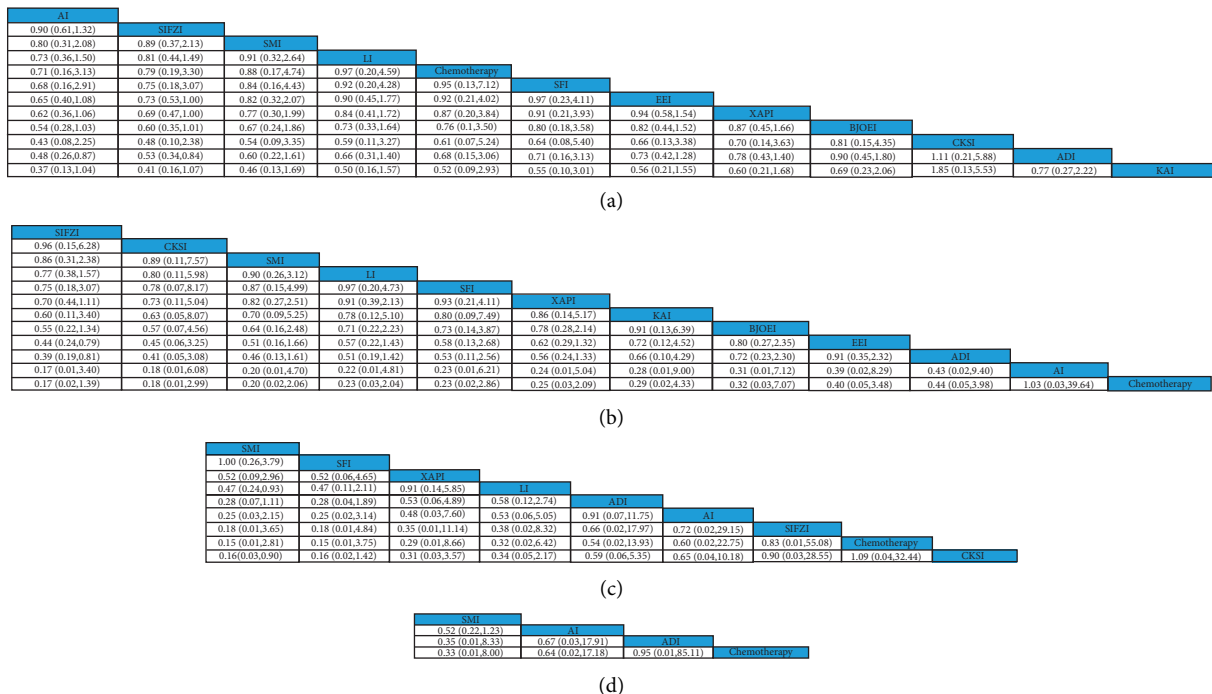 AI
0.90 (0.61,1.32) SIFZI
0.80 (0.31,2.08) 0.89 (0.37,2.13) SMI
0.73 (0.36,1.50) 0.81 (0.44,1.49) 0.91 (0.32,2.64) LI
0.71 (0.16,3.13) 0.79 (0.19,3.30) 0.88 (0.17,4.74) 0.97 (0.20,4.59) Chemotherapy
0.68 (0.16,2.91) 0.75 (0.18,3.07) 0.84 (0.16,4.43) 0.92 (0.20,4.28) 0.95 (0.13,7.12) SFI
0.65 (0.40,1.08) 0.73 (0.53,1.00) 0.82 (0.32,2.07) 0.90 (0.45,1.77) 0.92 (0.21,4.02) 0.97 (0.23,4.11) EEI
0.62 (0.36,1.06) 0.69 (0.47,1.00) 0.77 (0.30,1.99) 0.84 (0.41,1.72) 0.87 (0.20,3.84) 0.91 (0.21,3.93) 0.94 (0.58,1.54) XAPI
0.54 (0.28,1.03) 0.60 (0.35,1.01) 0.67 (0.24,1.86) 0.73 (0.33,1.64) 0.76 (0.1,3.50) 0.80 (0.18,3.58) 0.82 (0.44,1.52) 0.87 (0.45,1.66) BJOEI
0.43 (0.08,2.25) 0.48 (0.10,2.38) 0.54 (0.09,3.35) 0.59 (0.11,3.27) 0.61 (0.07,5.24) 0.64 (0.08,5.40) 0.66 (0.13,3.38) 0.70 (0.14,3.63) 0.81 (0.15,4.35) CKSI
0.48 (0.26,0.87) 0.53 (0.34,0.84) 0.60 (0.22,1.61) 0.66 (0.31,1.40) 0.68 (0.15,3.06) 0.71 (0.16,3.13) 0.73 (0.42,1.28) 0.78 (0.43,1.40) 0.90 (0.45,1.80) 1.11 (0.21,5.88) ADI
0.37 (0.13,1.04) 0.41 (0.16,1.07) 0.46 (0.13,1.69) 0.50 (0.16,1.57) 0.52 (0.09,2.93) 0.55 (0.10,3.01) 0.56 (0.21,1.55) 0.60 (0.21,1.68) 0.69 (0.23,2.06) 1.85 (0.13,5.53) 0.77 (0.27,2.22) KAI
(a)
SIFZI
0.96 (0.15,6.28) CKSI
0.86 (0.31,2.38) 0.89 (0.11,7.57) SMI
0.77 (0.38,1.57) 0.80 (0.11,5.98) 0.90 (0.26,3.12) LI
0.75 (0.18,3.07) 0.78 (0.07,8.17) 0.87 (0.15,4.99) 0.97 (0.20,4.73) SFI
0.70 (0.44,1.11) 0.73 (0.11,5.04) 0.82 (0.27,2.51) 0.91 (0.39,2.13) 0.93 (0.21,4.11) XAPI
0.60 (0.11,3.40) 0.63 (0.05,8.07) 0.70 (0.09,5.25) 0.78 (0.12,5.10) 0.80 (0.09,7.49) 0.86 (0.14,5.17) KAI
0.55 (0.22,1.34) 0.57 (0.07,4.56) 0.64 (0.16,2.48) 0.71 (0.22,2.23) 0.73 (0.14,3.87) 0.78 (0.28,2.14) 0.91 (0.13,6.39) BJOEI
0.44 (0.24,0.79) 0.45 (0.06,3.25) 0.51 (0.16,1.66) 0.57 (0.22,1.43) 0.58 (0.13,2.68) 0.62 (0.29,1.32) 0.72 (0.12,4.52) 0.80 (0.27,2.35) EEI
0.39 (0.19,0.81) 0.41 (0.05,3.08) 0.46 (0.13,1.61) 0.51 (0.19,1.42) 0.53 (0.11,2.56) 0.56 (0.24,1.33) 0.66 (0.10,4.29) 0.72 (0.23,2.30) 0.91 (0.35,2.32) ADI
0.17 (0.01,3.40) 0.18 (0.01,6.08) 0.20 (0.01,4.70) 0.22 (0.01,4.81) 0.23 (0.01,6.21) 0.24 (0.01,5.04) 0.28 (0.01,9.00) 0.31 (0.01,7.12) 0.39 (0.02,8.29) 0.43 (0.02,9.40) AI
0.17 (0.02,1.39) 0.18 (0.01,2.99) 0.20 (0.02,2.06) 0.23 (0.03,2.04) 0.23 (0.02,2.86) 0.25 (0.03,2.09) 0.29 (0.02,4.33) 0.32 (0.03,7.07) 0.40 (0.05,3.48) 0.44 (0.05,3.98) 1.03 (0.03,39.64) Chemotherapy
(b)
SMI
1.00 (0.26,3.79) SFI
0.52 (0.09,2.96) 0.52 (0.06,4.65) XAPI
0.47 (0.24,0.93) 0.47 (0.11,2.11) 0.91 (0.14,5.85) LI
0.28 (0.07,1.11) 0.28 (0.04,1.89) 0.53 (0.06,4.89) 0.58 (0.12,2.74) ADI
0.25 (0.03,2.15) 0.25 (0.02,3.14) 0.48 (0.03,7.60) 0.53 (0.06,5.05) 0.91 (0.07,11.75) AI
0.18 (0.01,3.65) 0.18 (0.01,4.84) 0.35 (0.01,11.14) 0.38 (0.02,8.32) 0.66 (0.02,17.97) 0.72 (0.02,29.15) SIFZI
0.15 (0.01,2.81) 0.15 (0.01,3.75) 0.29 (0.01,8.66) 0.32 (0.02,6.42) 0.54 (0.02,13.93) 0.60 (0.02,22.75) 0.83 (0.01,55.08) Chemotherapy
0.16(0.03,0.90) 0.16 (0.02,1.42) 0.31 (0.03,3.57) 0.34 (0.05,2.17) 0.59 (0.06,5.35) 0.65 (0.04,10.18) 0.90 (0.03,28.55) 1.09 (0.04,32.44) CKSI
(c)
SMI
0.52 (0.22,1.23) AI
0.35 (0.01,8.33) 0.67 (0.03,17.91) ADI
0.33 (0.01,8.00) 0.64 (0.02,17.18) 0.95 (0.01,85.11) Chemotherapy
(d)